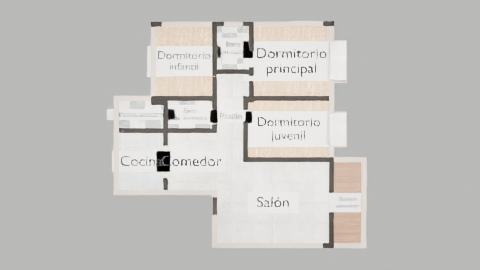 Dormitorio
infantil
Dormitorio
principal
Pasillo
Dormitorio
juvenil
Cocina
Comedor
Salón